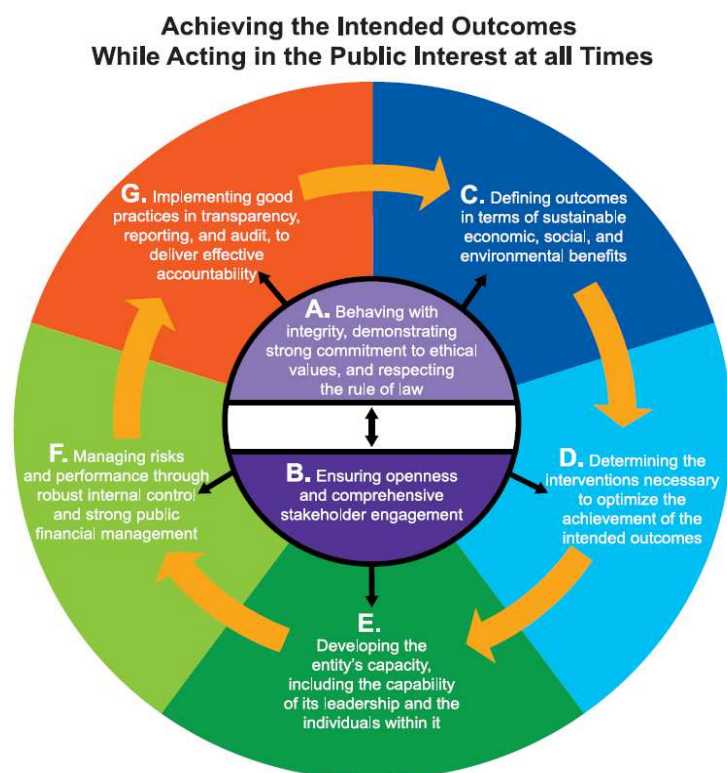 Achieving the Intended Outcomes
While Acting in the Public Interest at all Times
G. Implementing good
practices in transparency,
reporting, and audit, to
deliver effective
accountability
C. Defining outcomes
in terms of sustainable
economic, social, and
environmental benefits
A. Behaving with
integrity, demonstrating
strong commitment to ethical
values, and respecting
the rule of law
B. Ensuring openness
and comprehensive
stakeholder engagement
F. Managing risks
and performance through
robust internal control
and strong public
financial management
D. Determining the
interventions necessary
to optimize the
achievement of the
intended outcomes
E.
Developing the
entity's capacity,
including the capability
of its leadership and the
individuals within it